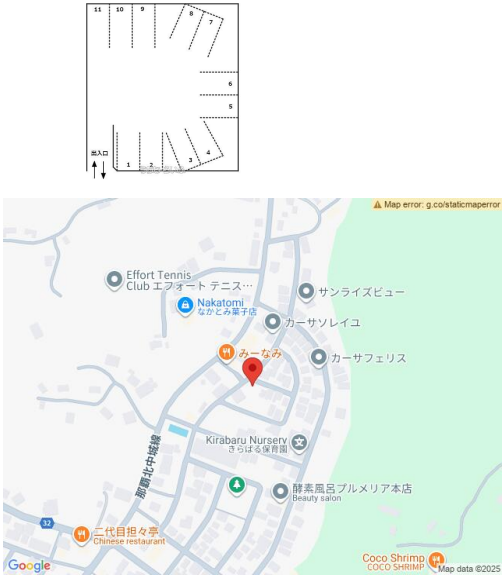 11
10
9
8
7
6
5
出入口
1
2
3
4
Map error: g.co/staticmaperror
Effort Tennis
Club エフォート テニス…
サンライズビュー
Nakatomi
なかとみ菓子店
カーサソレイユ
みーなみ
カーサフェリス
那覇北中城線
Kirabaru Nursery
きらばる保育園
酵素風呂プルメリア本店
Beauty salon
32
二代目担々亭
Chinese restaurant
Coco Shrimp
COCO SHRIMP
Google
Map data ©2025